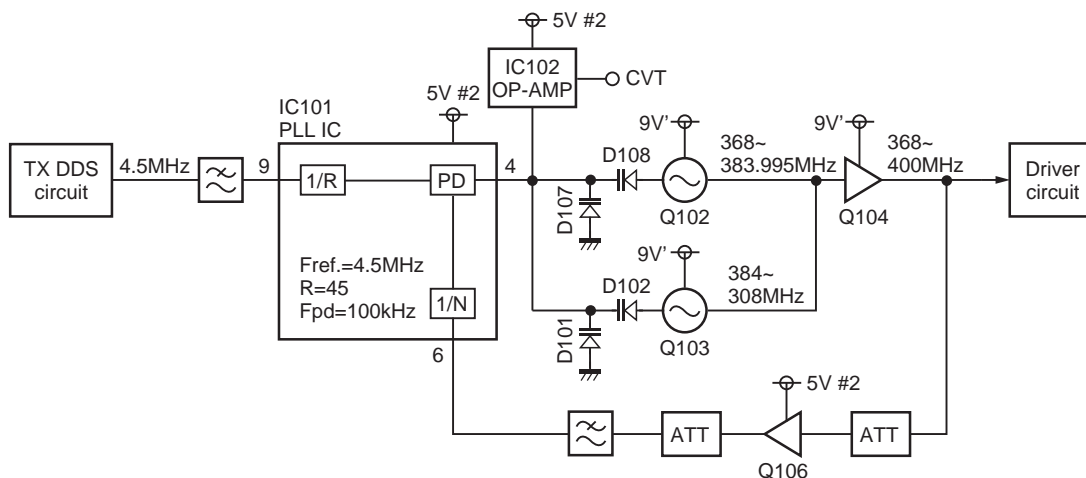 5V #2
IC102
OP-AMP
CVT
5V #2
IC101
PLL IC
TX DDS
circuit
4.5MHz
9
1/R
PD
4
Fref.=4.5MHz
R=45
Fpd=100kHz
1/N
6
D108
D107
9V'
Q102
368~
383.995MHz
9V'
Q104
368~
400MHz
Driver
circuit
D102
D101
9V'
Q103
384~
308MHz
5V #2
ATT
Q106
ATT